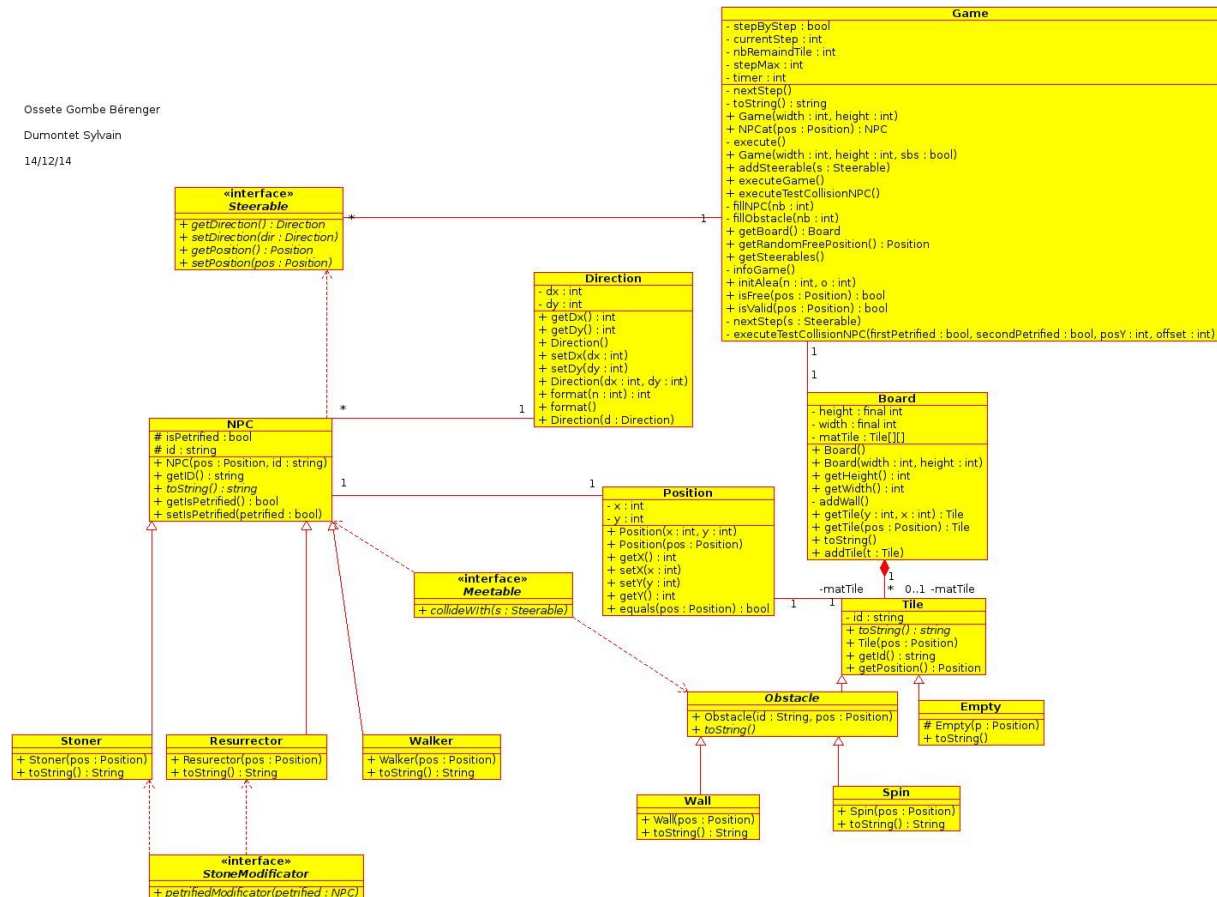 Ossete Gombe Bérenger
Dumontet Sylvain
14/12/14
Game
- stepByStep : bool
- currentStep : int
- nbRemaindTile : int
- stepMax : int
- timer : int
- nextStep()
- toString() : string
+ Game(width : int, height : int)
+ NPCat(pos : Position) : NPC
- execute()
+ Game(width : int, height : int, sbs : bool)
+ addSteerable(s : Steerable)
+ executeGame()
+ executeTestCollisionNPC()
- fillNPC(nb : int)
- fillObstacle(nb : int)
+ getBoard() : Board
+ getRandomFreePosition() : Position
+ getSteerables()
- infoGame()
+ initAlea(n : int, o : int)
+ isFree(pos : Position) : bool
+ isValid(pos : Position) : bool
- nextStep(s : Steerable)
- executeTestCollisionNPC(firstPetrified : bool, secondPetrified : bool, posY : int, offset : int)
«interface»
Steerable
+ getDirection() : Direction
+ setDirection(dir : Direction)
+ getPosition() : Position
+ setPosition(pos : Position)
*
1
Direction
- dx : int
- dy : int
+ getDx() : int
+ getDy() : int
+ Direction()
+ setDx(dx : int)
+ setDy(dy : int)
+ Direction(dx : int, dy : int)
+ format(n : int) : int
+ format()
+ Direction(d : Direction)
1
1
Board
- height : final int
- width : final int
- matTile : Tile[][]
+ Board()
+ Board(width : int, height : int)
+ getHeight() : int
+ getWidth() : int
- addWall()
+ getTile(y : int, x : int) : Tile
+ getTile(pos : Position) : Tile
+ toString()
+ addTile(t : Tile)
*
1
NPC
# isPetrified : bool
# id : string
+ NPC(pos : Position, id : string)
+ getID() : string
+ toString() : string
+ getIsPetrified() : bool
+ setIsPetrified(petrified : bool)
1
1
Position
- x : int
- y : int
+ Position(x : int, y : int)
+ Position(pos : Position)
+ getX() : int
+ setX(x : int)
+ setY(y : int)
+ getY() : int
+ equals(pos : Position) : bool
1
-matTile
* 0..1 -matTile
1
1
Tile
- id : string
+ toString() : string
+ Tile(pos : Position)
+ getId() : string
+ getPosition() : Position
«interface»
Meetable
+ collideWIth(s : Steerable)
Obstacle
+ Obstacle(id : String, pos : Position)
+ toString()
Empty
# Empty(p : Position)
+ toString()
Stoner
+ Stoner(pos : Position)
+ toString() : String
Resurrector
+ Resurector(pos : Position)
+ toString() : String
Walker
+ Walker(pos : Position)
+ toString() : String
Wall
+ Wall(pos : Position)
+ toString() : String
Spin
+ Spin(pos : Position)
+ toString() : String
«interface»
StoneModificator
+ petrifiedModificator(petrified : NPC)